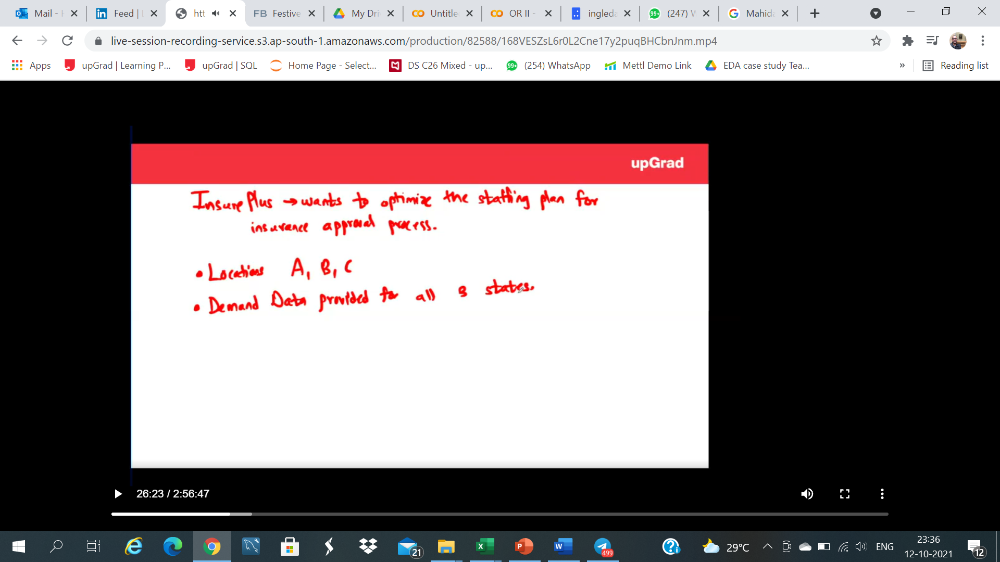 Mail - H
Feed | L
htt
FB Festive
My Driv
Untitle
OR II -
ingleda
(247) W
G Mahida
live-session-recording-service.s3.ap-south-1.amazonaws.com/production/82588/168VESZsL6r0L2Cne17y2puqBHCbnJnm.mp4
Apps upGrad | Learning P... upGrad | SQL Home Page - Select... DS C26 Mixed - up... 99+ (254) WhatsApp Mettl Demo Link EDA case study Tea... » Reading list
upGrad
InsurePlus → wants to optimize the staffing plan for
insurance approval process.
• Locations A, B, C
• Demand Data provided for all 3 states.
26:23 / 2:56:47
21
499
29°C ENG
23:36
12-10-2021
12